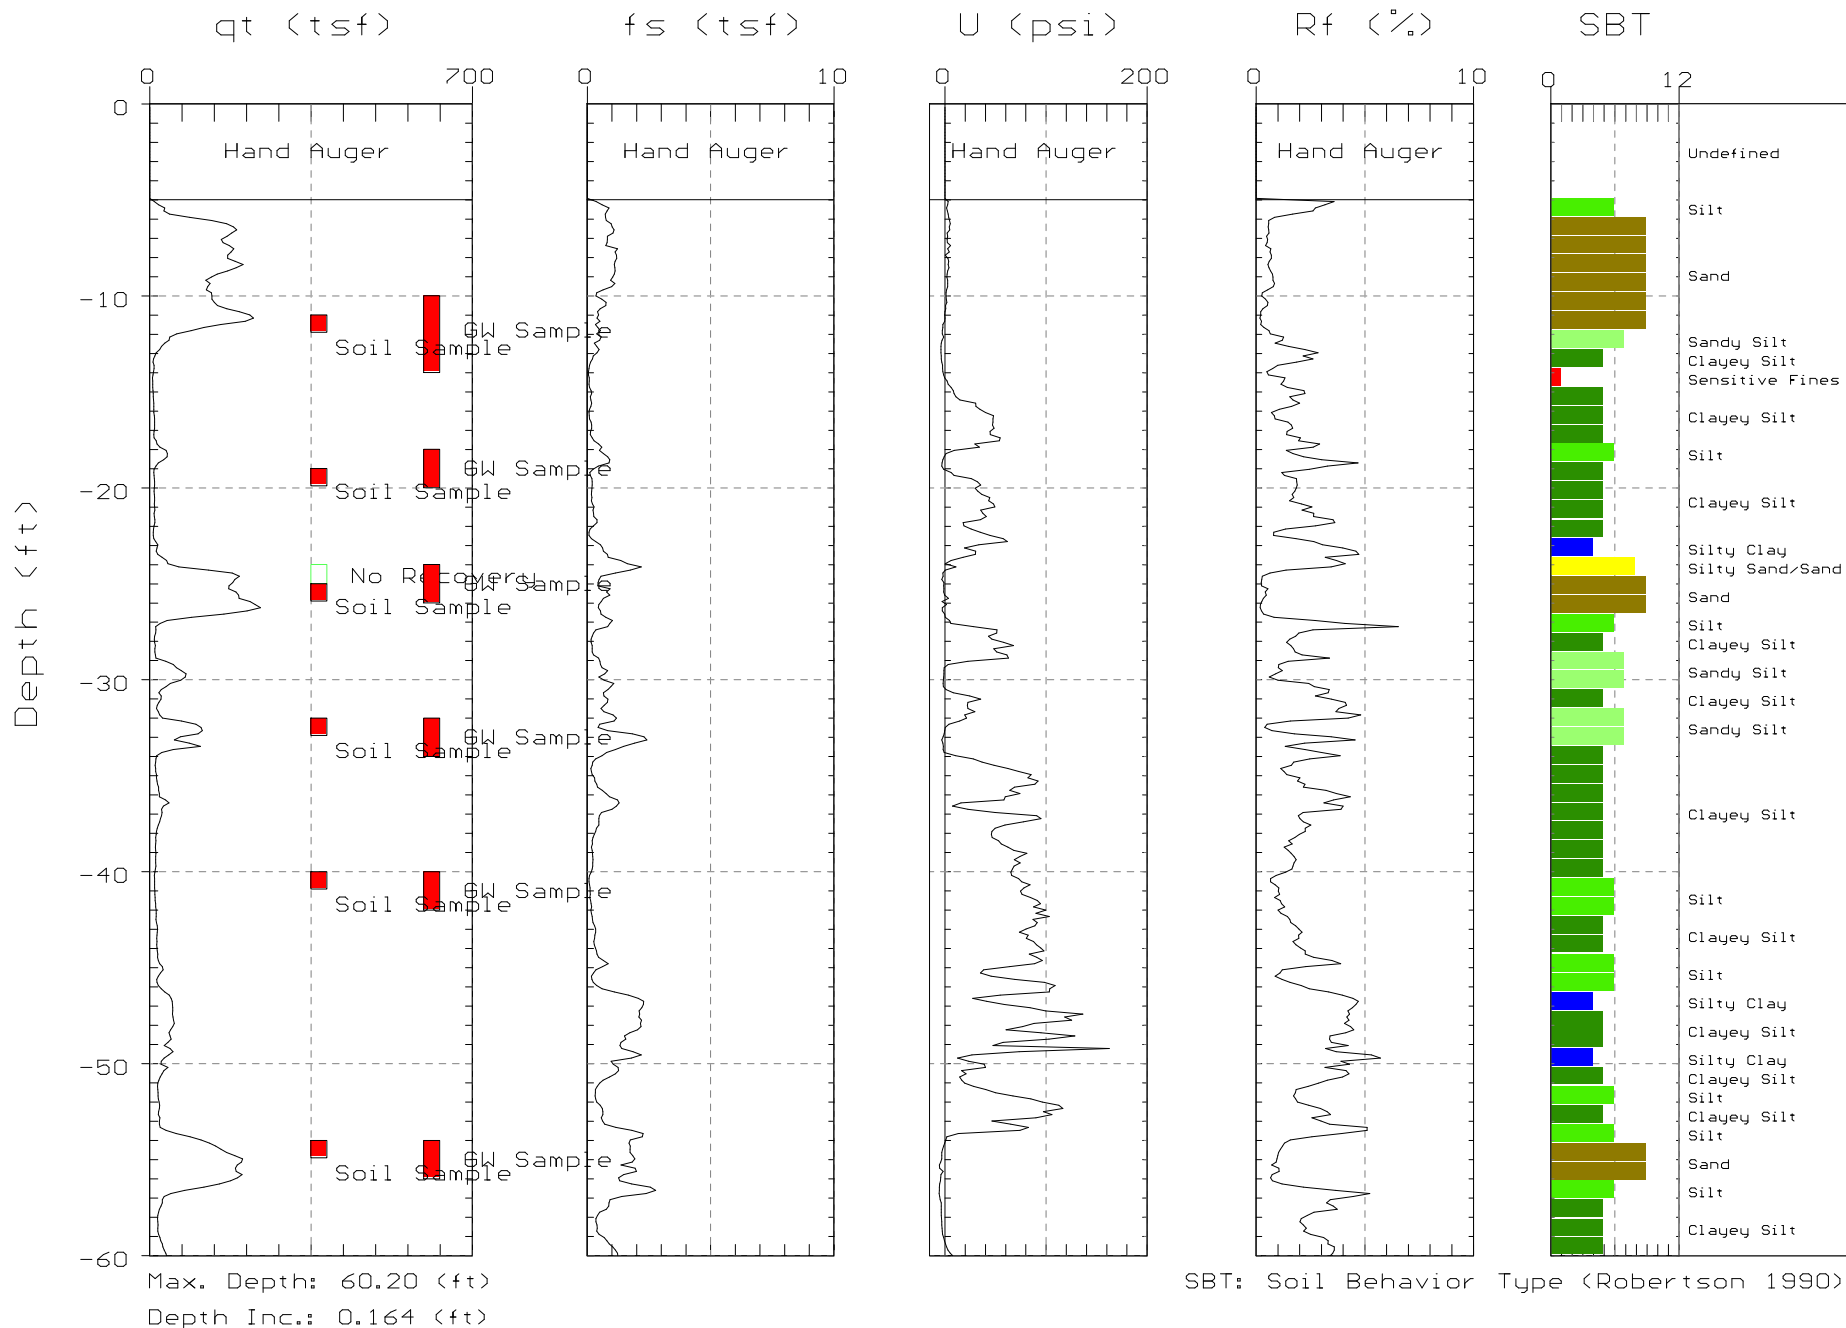 qt (tsf) fs (tsf) U (psi) Rf (%) SBT
0 700 0 10 0 200 0 10 0 12
0
Hand Auger Hand Auger Hand Auger Hand Auger
Undefined
Silt
Sand
-10
GW Sample
Soil Sample
Sandy Silt
Clayey Silt
Sensitive Fines
Clayey Silt
Silt
GW Sample
-20
Soil Sample
Clayey Silt
Depth (ft)
Silty Clay
Silty Sand/Sand
No Recovery
GW Sample
Soil Sample
Sand
Silt
Clayey Silt
Sandy Silt
-30
Clayey Silt
Sandy Silt
GW Sample
Soil Sample
Clayey Silt
-40
GW Sample
Soil Sample
Silt
Clayey Silt
Silt
Silty Clay
Clayey Silt
Silty Clay
-50
Clayey Silt
Silt
Clayey Silt
Silt
GW Sample
Soil Sample
Sand
Silt
Clayey Silt
-60
Max. Depth: 60.20 (ft)
Depth Inc.: 0.164 (ft)
SBT: Soil Behavior Type (Robertson 1990)